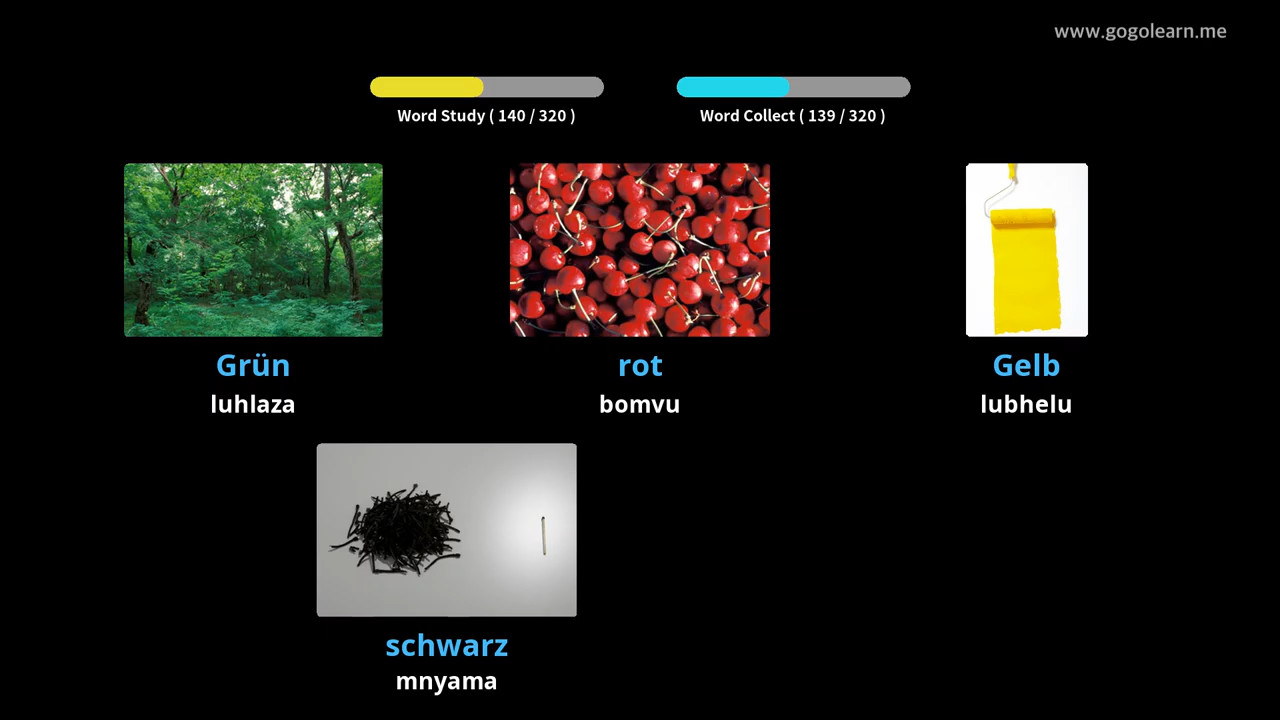 www.gogolearn.me
Word Study ( 140 / 320 )
Word Collect ( 139 / 320 )
Grün
luhlaza
rot
bomvu
Gelb
lubhelu
schwarz
mnyama